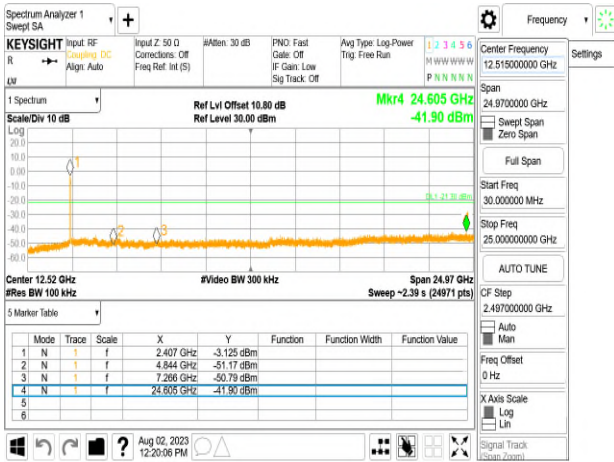 Spectrum Analyzer 1
Swept SA
+
Frequency
KEYSIGHT
R
Input: RF
Coupling: DC
Align: Auto
Input Z: 50 Ω
Corrections: Off
Freq Ref: Int (S)
#Atten: 30 dB
PNO: Fast
Gate: Off
IF Gain: Low
Sig Track: Off
Avg Type: Log-Power
Trig: Free Run
1 2 3 4 5 6
M W W W W W
P N N N N N
Center Frequency
12.515000000 GHz
Settings
Span
24.9700000 GHz
Swept Span
Zero Span
Full Span
Start Freq
30.000000 MHz
Stop Freq
25.000000000 GHz
AUTO TUNE
CF Step
2.497000000 GHz
Auto
Man
Freq Offset
0 Hz
X Axis Scale
Log
Lin
Signal Track
(Span Zoom)
1 Spectrum
Scale/Div 10 dB
Ref Lvl Offset 10.80 dB
Ref Level 30.00 dBm
Mkr4 24.605 GHz
-41.90 dBm
Log
20.0
10.0
0.00
-10.0
-20.0
-30.0
-40.0
-50.0
-60.0
1
2
3
Center 12.52 GHz
#Res BW 100 kHz
#Video BW 300 kHz
Span 24.97 GHz
Sweep ~2.39 s (24971 pts)
5 Marker Table
Mode Trace Scale X Y Function Function Width Function Value
1 N 1 f 2.407 GHz -3.125 dBm
2 N 1 f 4.844 GHz -51.17 dBm
3 N 1 f 7.266 GHz -50.79 dBm
4 N 1 f 24.605 GHz -41.90 dBm
5
6
?
Aug 02, 2023
12:20:06 PM